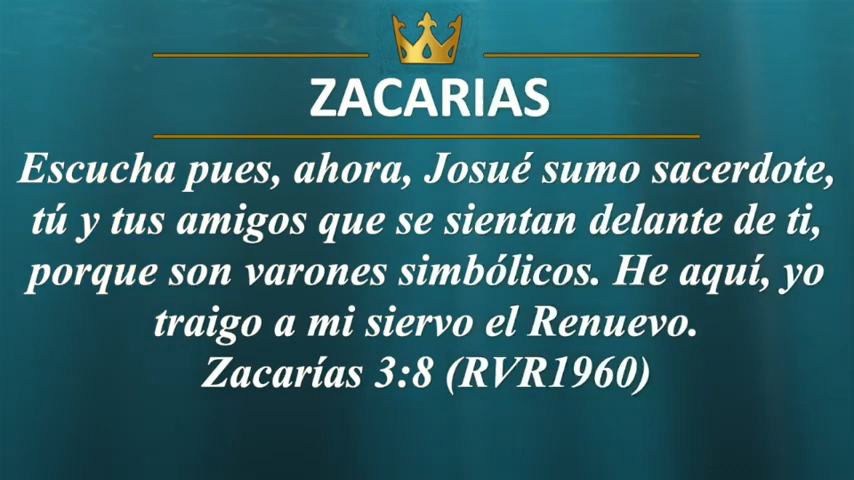 ZACARIAS
Escucha pues, ahora, Josué sumo sacerdote,
tú y tus amigos que se sientan delante de ti,
porque son varones simbólicos. He aquí, yo
traigo a mi siervo el Renuevo.
Zacarías 3:8 (RVR1960)